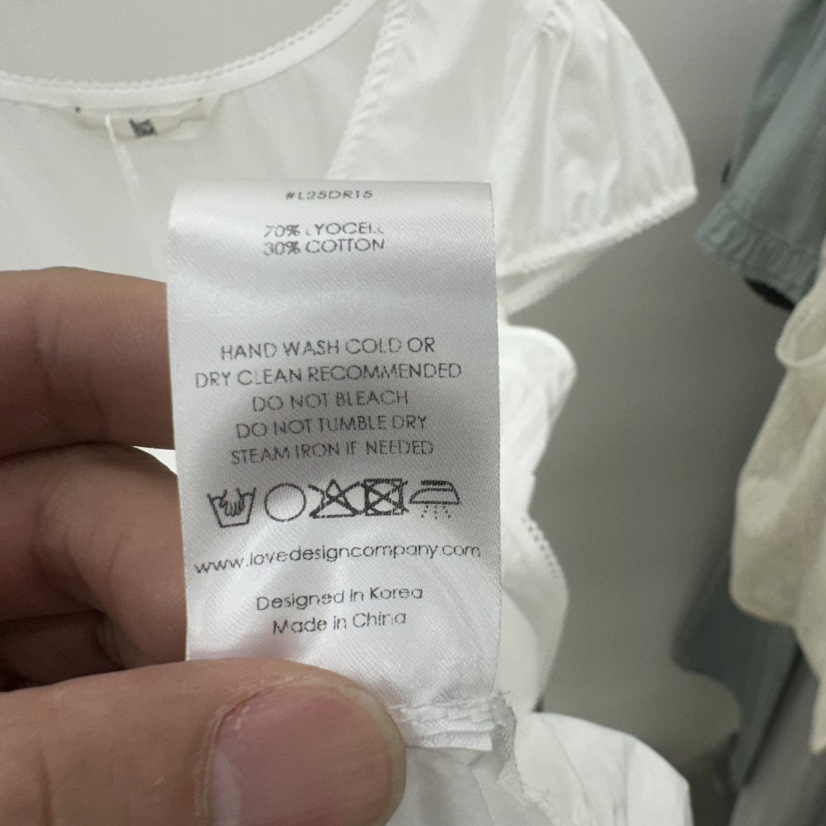 #L25DR15
70% LYOCELL
30% COTTON
HAND WASH COLD OR
DRY CLEAN RECOMMENDED
DO NOT BLEACH
DO NOT TUMBLE DRY
STEAM IRON IF NEEDED
www.lovedesigncompany.com
Designed in Korea
Made in China